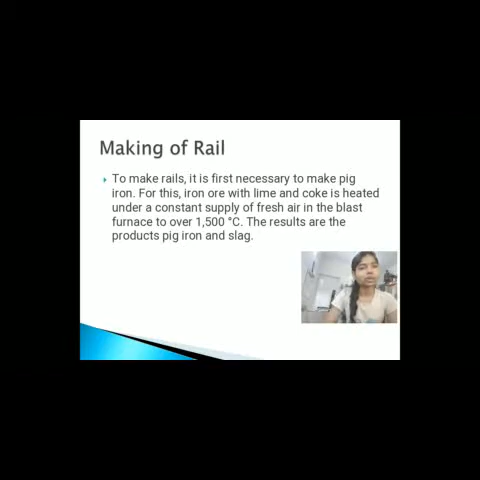 Making of Rail
To make rails, it is first necessary to make pig
iron. For this, iron ore with lime and coke is heated
under a constant supply of fresh air in the blast
furnace to over 1,500 °C. The results are the
products pig iron and slag.